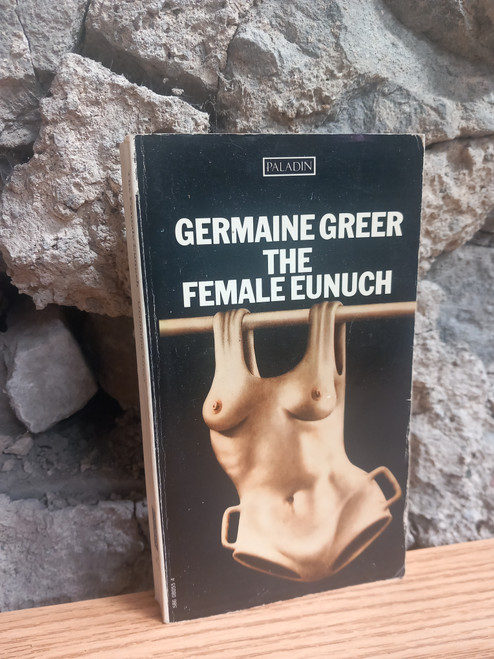 PALADIN
GERMAINE GREER
THE
FEMALE EUNUCH